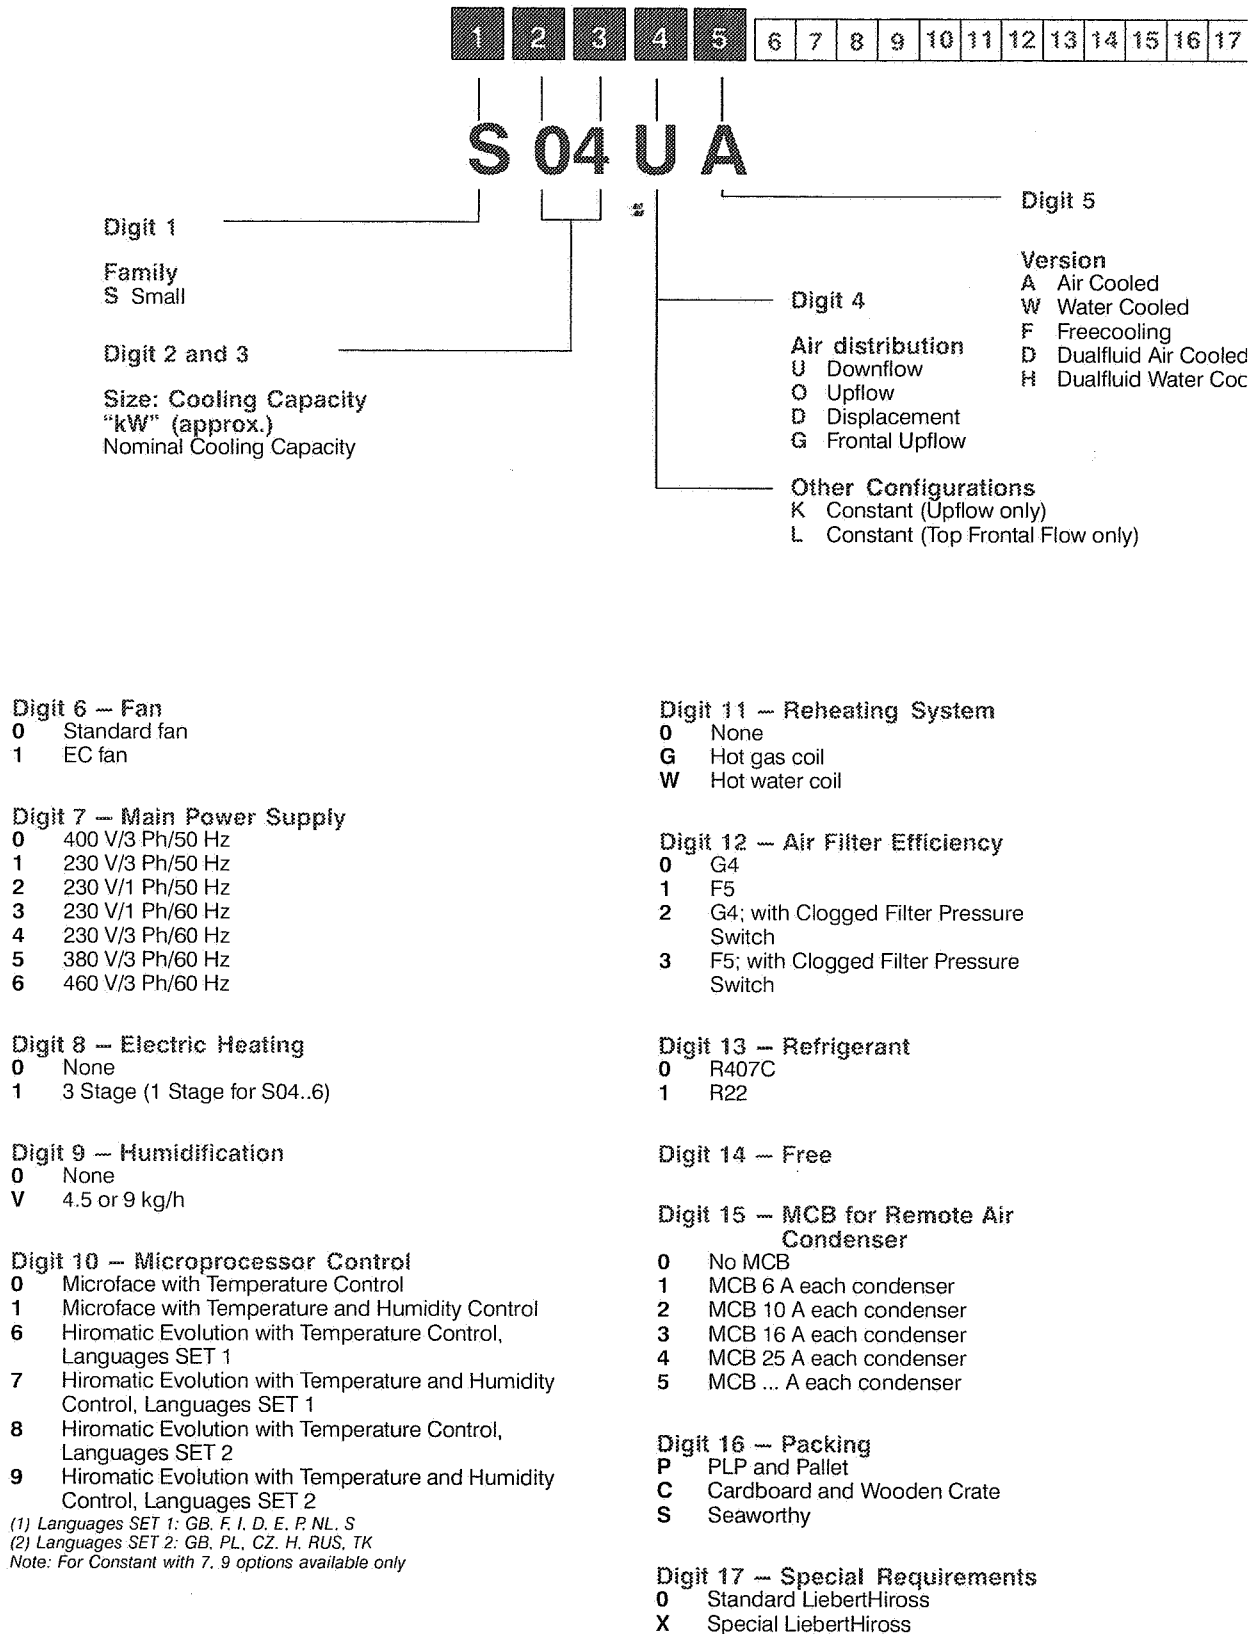 1 2 3 4 5 6 7 8 9 10 11 12 13 14 15 16 17
S 04 U A
Digit 1
Family
S Small
Digit 2 and 3
Size: Cooling Capacity
“kW” (approx.)
Nominal Cooling Capacity
Digit 4
Air distribution
U Downflow
O Upflow
D Displacement
G Frontal Upflow
Other Configurations
K Constant (Upflow only)
L Constant (Top Frontal Flow only)
Digit 5
Version
A Air Cooled
W Water Cooled
F Freecooling
D Dualfluid Air Cooled
H Dualfluid Water
Digit 6 – Fan
0 Standard fan
1 EC fan
Digit 7 – Main Power Supply
0 400 V/3 Ph/50 Hz
1 230 V/3 Ph/50 Hz
2 230 V/1 Ph/50 Hz
3 230 V/1 Ph/60 Hz
4 230 V/3 Ph/60 Hz
5 380 V/3 Ph/60 Hz
6 460 V/3 Ph/60 Hz
Digit 8 – Electric Heating
0 None
1 3 Stage (1 Stage for S04..6)
Digit 9 – Humidification
0 None
V 4.5 or 9 kg/h
Digit 10 – Microprocessor Control
0 Microface with Temperature Control
1 Microface with Temperature and Humidity Control
6 Hiromatic Evolution with Temperature Control,
Languages SET 1
7 Hiromatic Evolution with Temperature and Humidity
Control, Languages SET 1
8 Hiromatic Evolution with Temperature Control,
Languages SET 2
9 Hiromatic Evolution with Temperature and Humidity
Control, Languages SET 2
(1) Languages SET 1: GB, F, I, D, E, P, NL, S
(2) Languages SET 2: GB, PL, CZ, H, RUS, TK
Note: For Constant with 7, 9 options available only
Digit 11 – Reheating System
0 None
G Hot gas coil
W Hot water coil
Digit 12 – Air Filter Efficiency
0 G4
1 F5
2 G4; with Clogged Filter Pressure
Switch
3 F5; with Clogged Filter Pressure
Switch
Digit 13 – Refrigerant
0 R407C
1 R22
Digit 14 – Free
Digit 15 – MCB for Remote Air
Condenser
0 No MCB
1 MCB 6 A each condenser
2 MCB 10 A each condenser
3 MCB 16 A each condenser
4 MCB 25 A each condenser
5 MCB ... A each condenser
Digit 16 – Packing
P PLP and Pallet
C Cardboard and Wooden Crate
S Seaworthy
Digit 17 – Special Requirements
0 Standard LiebertHiross
X Special LiebertHiross